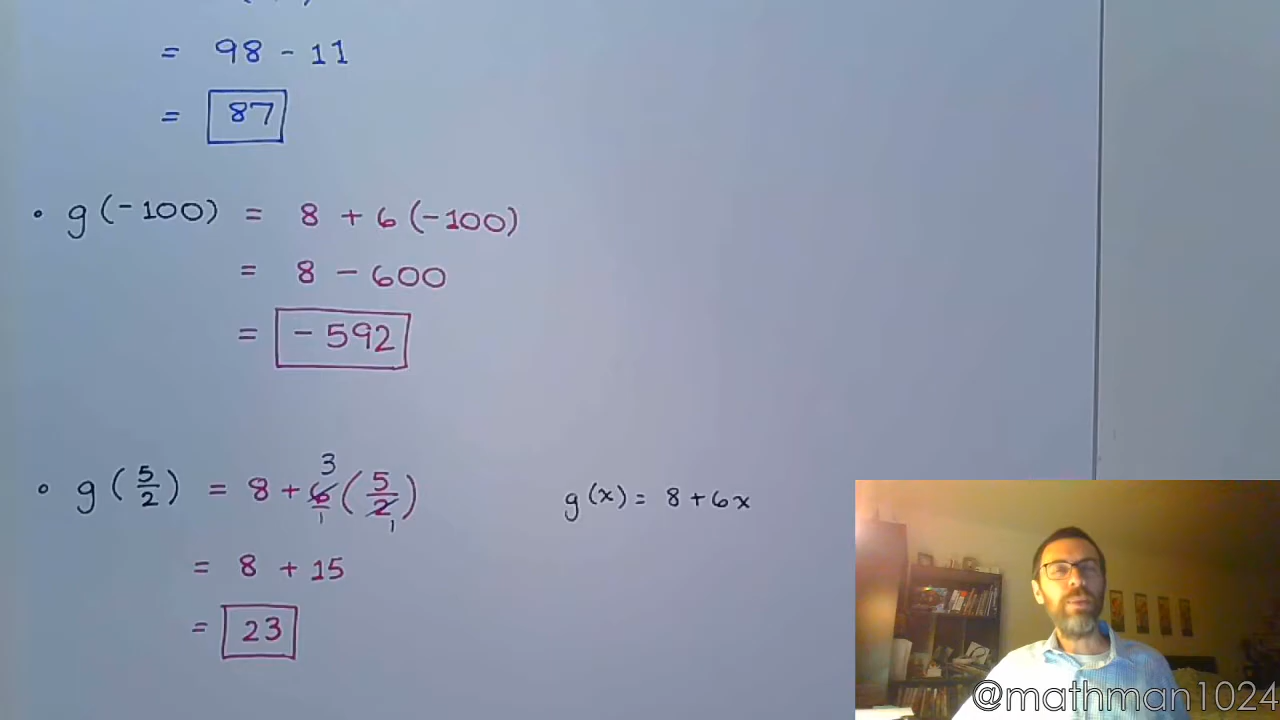 = 98 - 11
= 87
• g(-100) = 8 + 6(-100)
= 8 - 600
= -592
3
• g(5/2) = 8 + 6/1 (5/2)
1
g(x) = 8 + 6x
= 8 + 15
= 23
@mathman1024